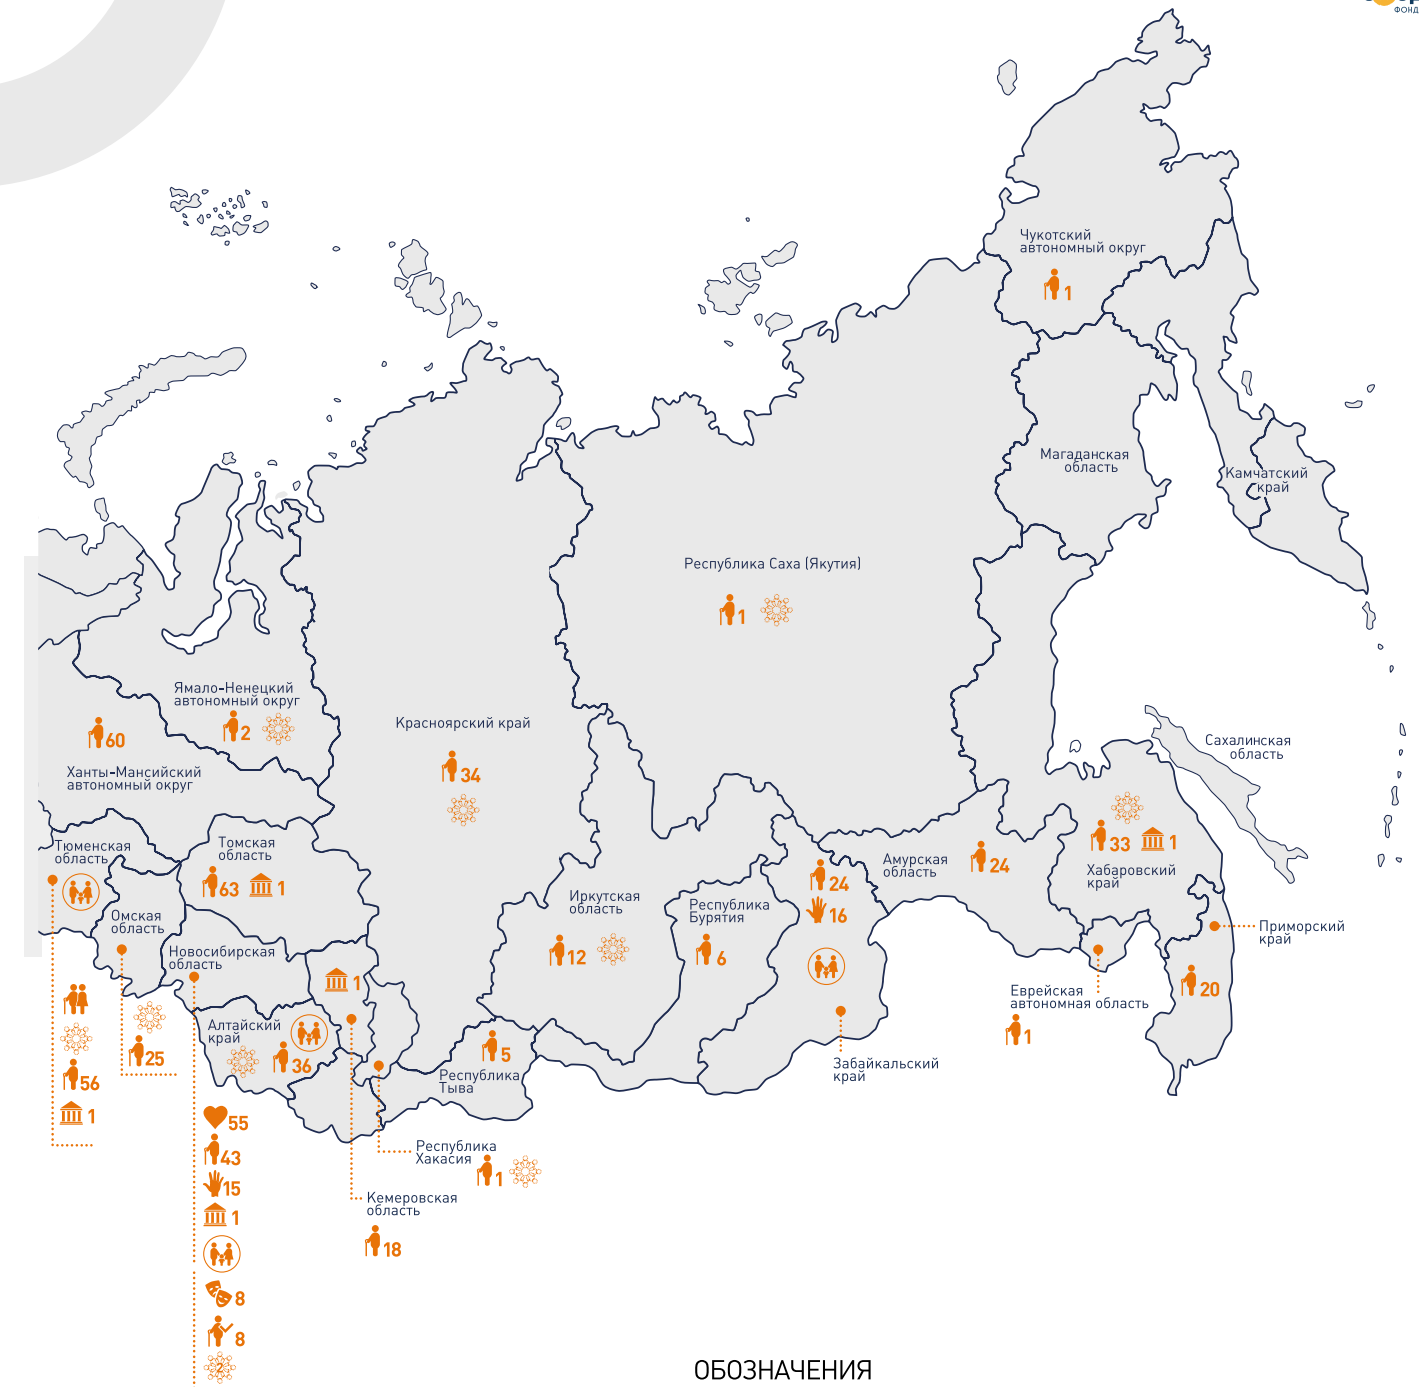 ФОНД
Чукотский
автономный округ
1
Магаданская
область
Камчатский
край
Республика Саха (Якутия)
1
Ямало-Ненецкий
автономный округ
2
60
Ханты-Мансийский
автономный округ
Красноярский край
34
Сахалинская
область
Тюменская
область
Томская
область
63 1
Омская
область
Новосибирская
область
1
Иркутская
область
12
Республика
Бурятия
6
24
16
Амурская
область
24
33 1
Хабаровский
край
Приморский
край
20
Еврейская
автономная область
1
Забайкальский
край
Алтайский
край
36
5
Республика
Тыва
25
56
1
55
43
15
1
8
8
2
Республика
Хакасия
1
Кемеровская
область
18
ОБОЗНАЧЕНИЯ